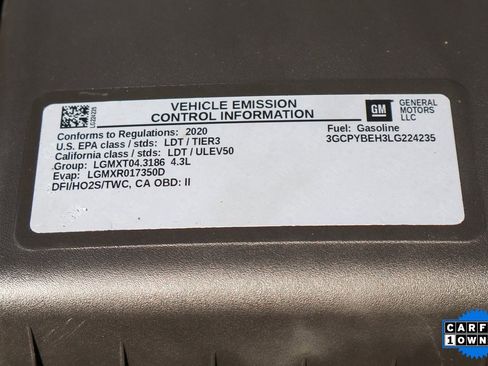 VEHICLE EMISSION
CONTROL INFORMATION
GM
GENERAL
MOTORS
LLC
LG224235
Conforms to Regulations: 2020
U.S. EPA class / stds: LDT / TIER3
California class / stds: LDT / ULEV50
Group: LGMXT04.3186 4.3L
Evap: LGMXR017350D
DFI/HO2S/TWC, CA OBD: II
Fuel: Gasoline
3GCPYBEH3LG224235
CARF
1 OWN